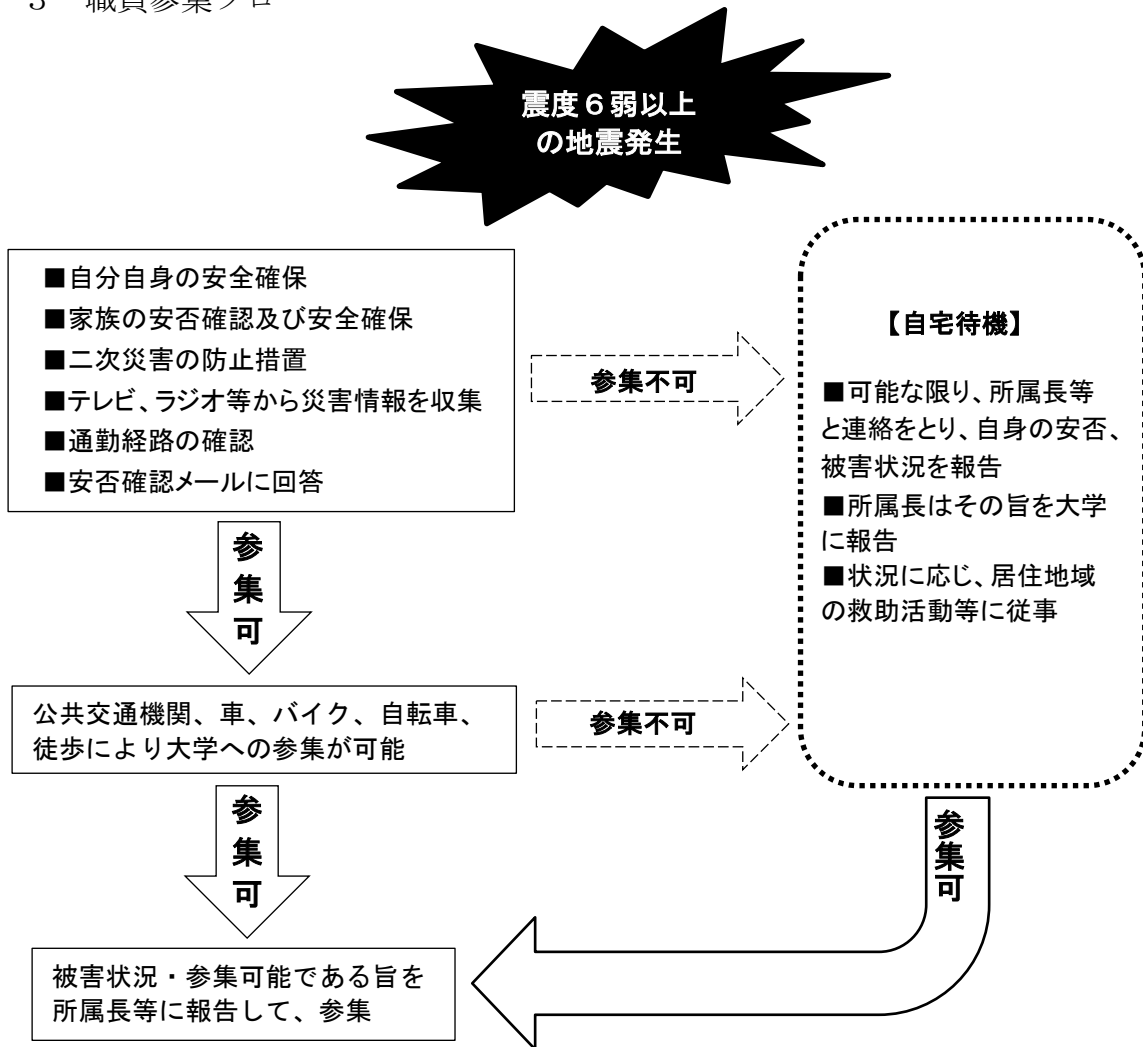 3 職員参集フロー
震度６弱以上
の地震発生
■自分自身の安全確保
■家族の安否確認及び安全確保
■二次災害の防止措置
■テレビ、ラジオ等から災害情報を収集
■通勤経路の確認
■安否確認メールに回答
参集不可
【自宅待機】
■可能な限り、所属長等
と連絡をとり、自身の安否、
被害状況を報告
■所属長はその旨を大学
に報告
■状況に応じ、居住地域
の救助活動等に従事
参集可
公共交通機関、車、バイク、自転車、
徒歩により大学への参集が可能
参集不可
参集可
参集可
被害状況・参集可能である旨を
所属長等に報告して、参集